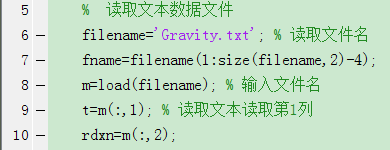 5 % 读取文本数据文件
6 - filename='Gravity.txt'; % 读取文件名
7 - fname=filename(1:size(filename,2)-4);
8 - m=load(filename); % 输入文件名
9 - t=m(:,1); % 读取文本读取第1列
10 - rdxn=m(:,2);